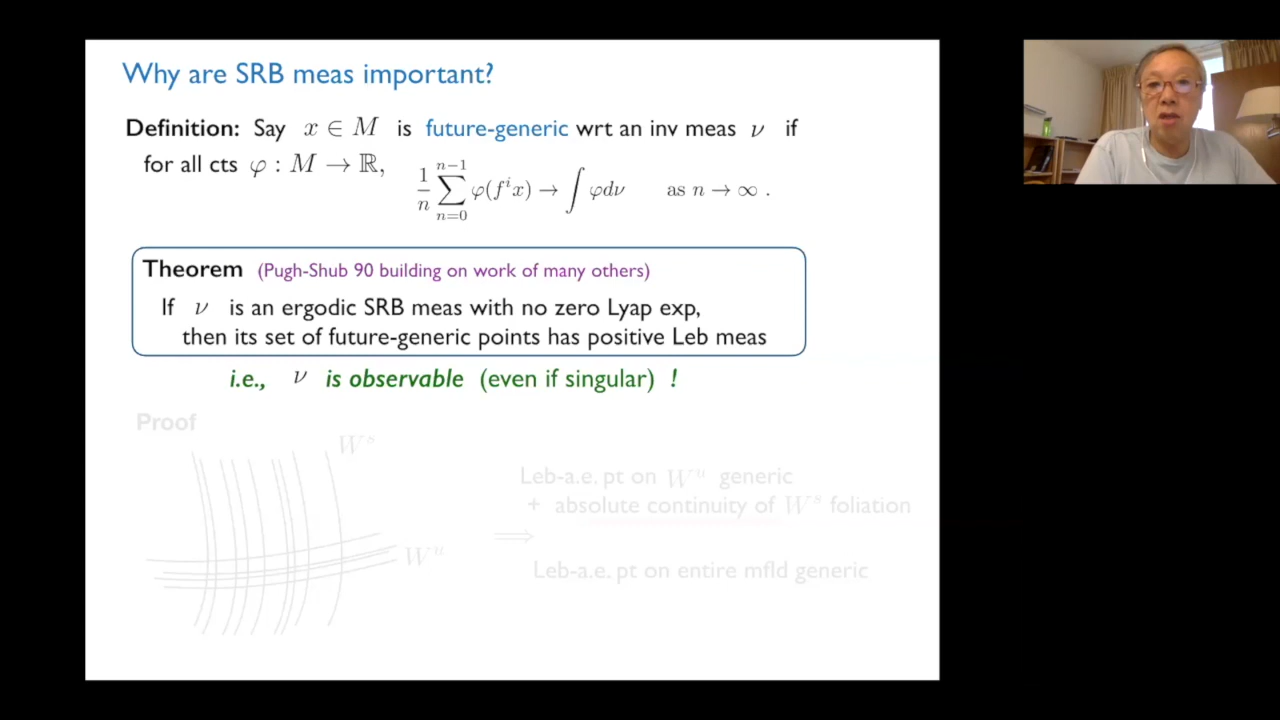 Why are SRB meas important?
Definition: Say x ∈ M is future-generic wrt an inv meas ν if
for all cts φ : M → ℝ,
\frac{1}{n} \sum_{n=0}^{n-1} φ(f^i x) → ∫ φdν as n → ∞ .
Theorem (Pugh-Shub 90 building on work of many others)
If ν is an ergodic SRB meas with no zero Lyap exp,
then its set of future-generic points has positive Leb meas
i.e., ν is observable (even if singular) !
Proof
W^s
Leb-a.e. pt on W^u generic
+ absolute continuity of W^s foliation
⟹
W^u
Leb-a.e. pt on entire mfld generic